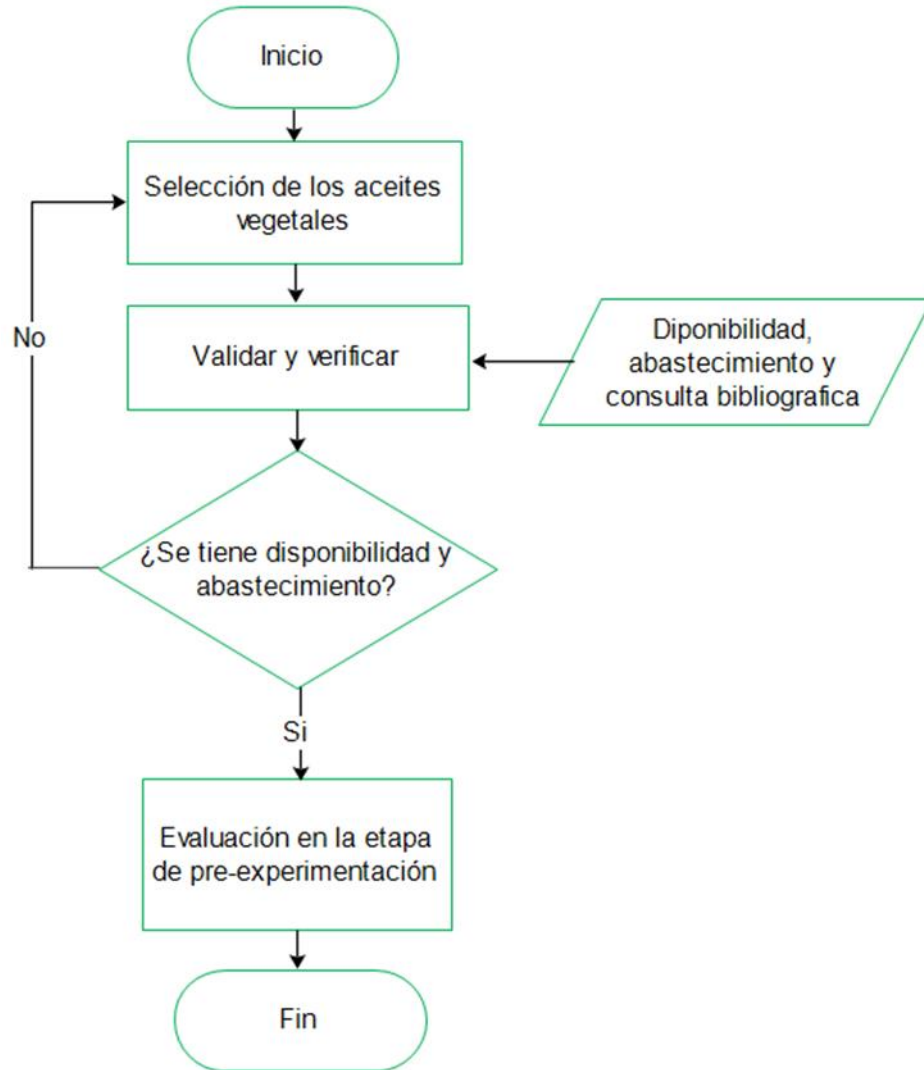 Inicio
Selección de los aceites
vegetales
No
Validar y verificar
Diponibilidad,
abastecimiento y
consulta bibliografica
¿Se tiene disponibilidad y
abastecimiento?
Si
Evaluación en la etapa
de pre-experimentación
Fin